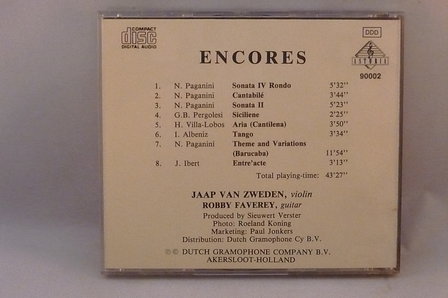 COMPACT
disc
DIGITAL AUDIO
DDD
90002
ENCORES
1. N. Paganini Sonata IV Rondo 5'32''
2. N. Paganini Cantabilé 3'44''
3. N. Paganini Sonata II 5'23''
4. G.B. Pergolesi Siciliene 2'25''
5. H. Villa-Lobos Aria (Cantilena) 3'50''
6. I. Albeniz Tango 3'34''
7. N. Paganini Theme and Variations
(Barucaba) 11'54''
8. J. Ibert Entre'acte 3'13''
Total playing-time: 43'27''
JAAP VAN ZWEDEN, violin
ROBBY FAVEREY, guitar
Produced by Sieuwert Verster
Photo: Roeland Koning
Marketing: Paul Jonkers
Distribution: Dutch Gramophone Cy B.V.
℗ © DUTCH GRAMOPHONE COMPANY B.V.
AKERSLOOT-HOLLAND